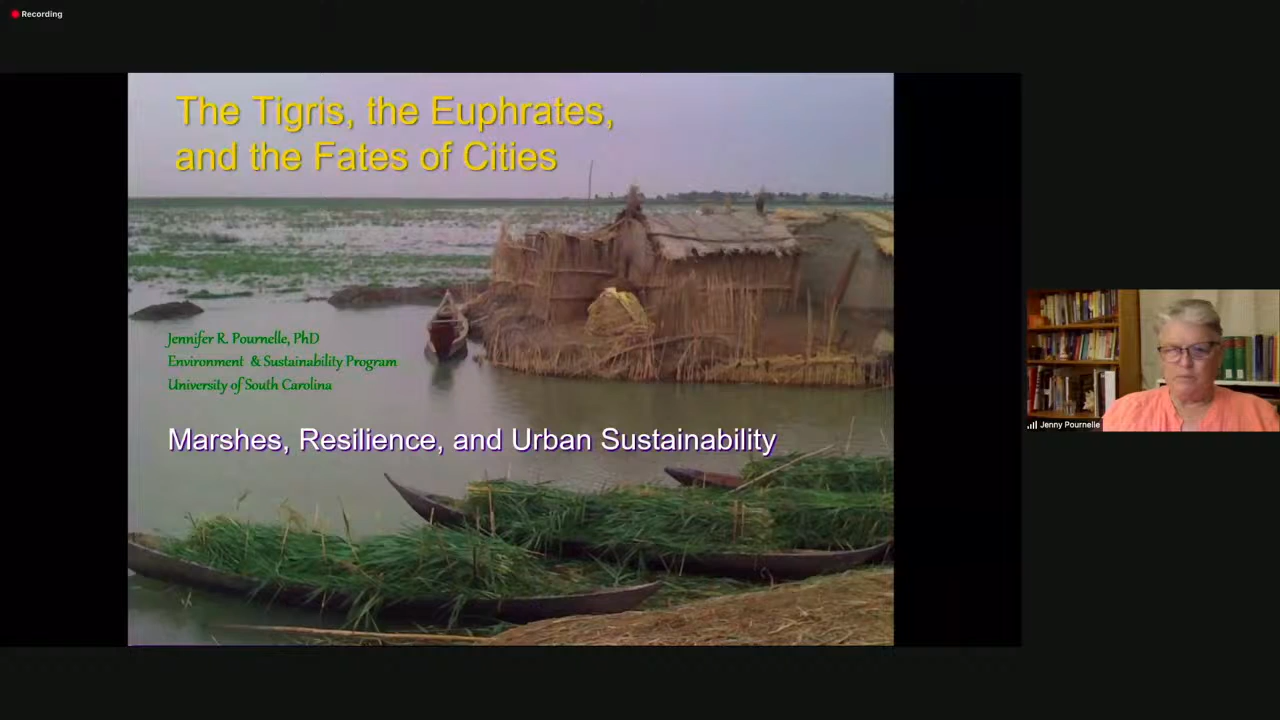 Recording
The Tigris, the Euphrates,
and the Fates of Cities
Jennifer R. Pournelle, PhD
Environment & Sustainability Program
University of South Carolina
Marshes, Resilience, and Urban Sustainability
Jenny Pournelle